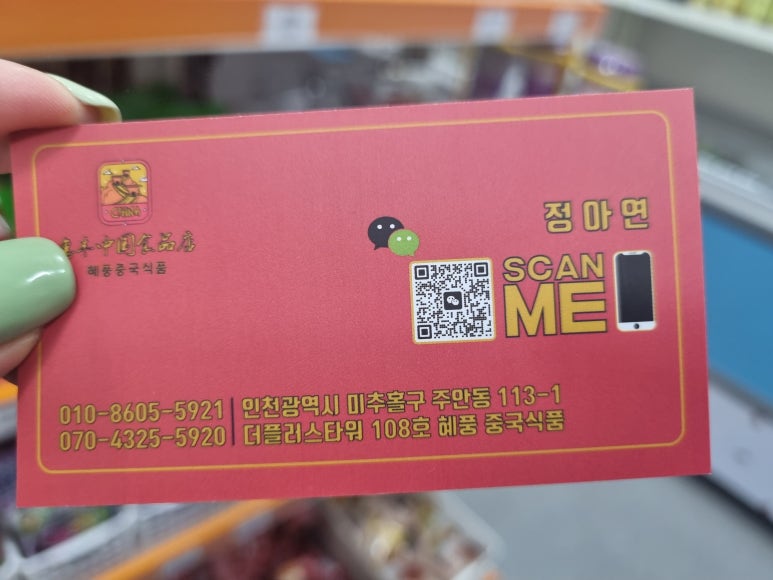 CHINA
中国食品店
혜풍중국식품
정아연
SCAN
ME
010-8605-5921
070-4325-5920
인천광역시 미추홀구 주안동 113-1
더플러스타워 108호 혜풍 중국식품